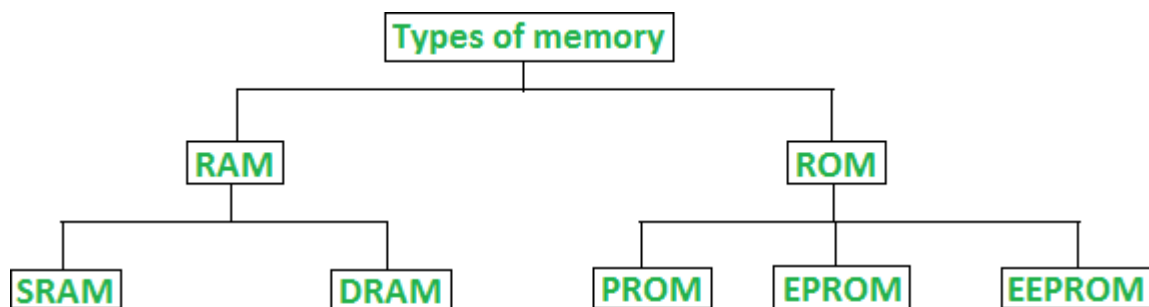 Types of memory
RAM
ROM
SRAM
DRAM
PROM
EPROM
EEPROM